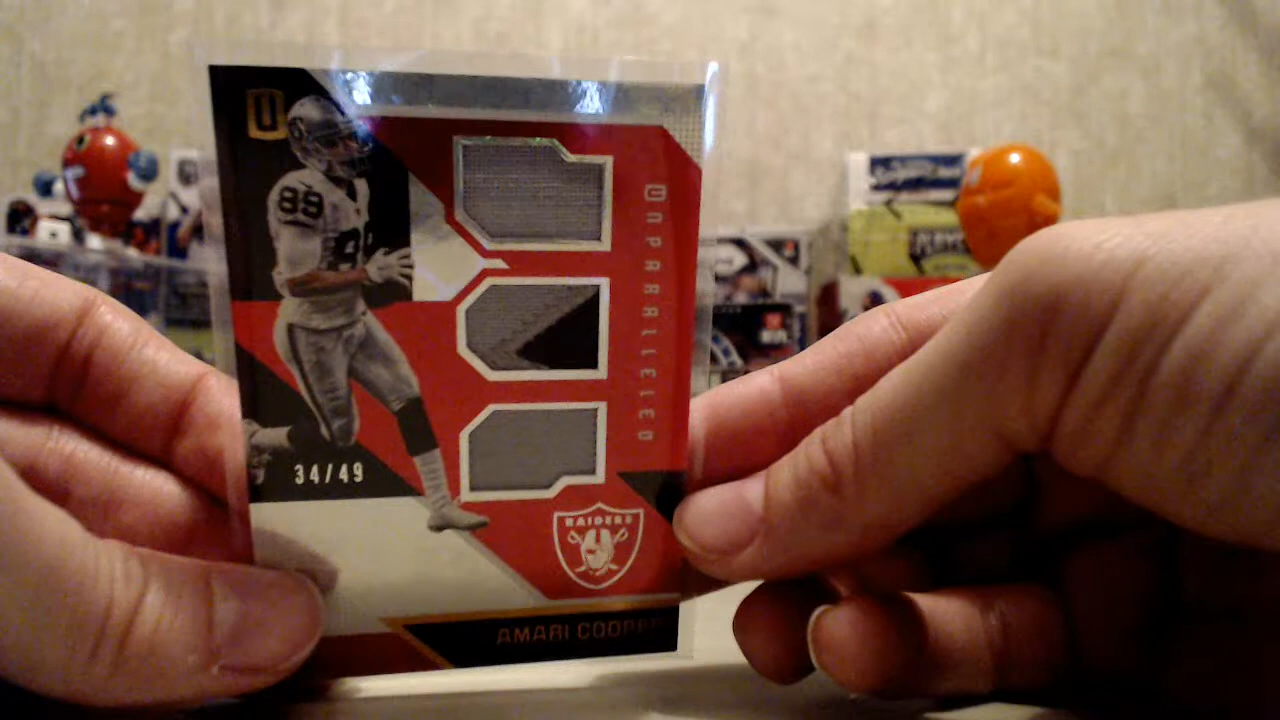 U
89
UNPARALLELED
34/49
RAIDERS
AMARI COOPER